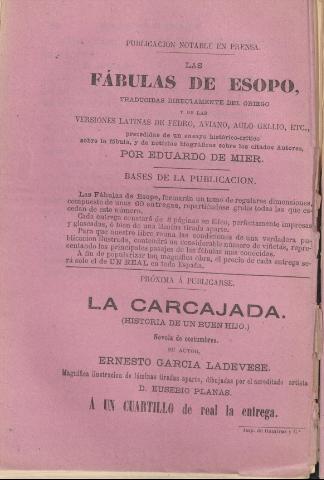 PUBLICACION NOTABLE EN PRENSA.
LAS
FÁBULAS DE ESOPO,
TRADUCIDAS DIRECTAMENTE DEL GRIEGO
Y DE LAS
VERSIONES LATINAS DE FEDRO, AVIANO, AULO GELLIO, ETC.,
precedidas de un ensayo histórico-crítico
sobre la fábula, y de noticias biográficas sobre los citados Autores,
POR EDUARDO DE MIER.
BASES DE LA PUBLICACION.
Las Fábulas de Esopo, formarán un tomo de regulares dimensiones,
compuesto de unas 60 entregas, repartiéndose gratis todas las que ex-
cedan de este número.
Cada entrega constará de 8 páginas en fólio, perfectamente impresas
y glaseadas, ó bien de una lámina tirada aparte.
Para que nuestro libro reuna las condiciones de una verdadera pu-
blicacion ilustrada, contendrá un considerable número de viñetas, repre-
sentando los principales pasajes de las fábulas mas conocidas.
A fin de popularizar tan magnífica obra, el precio de cada entrega se-
rá solo el de UN REAL en toda España.
PRÓXIMA Á PUBLICARSE.
LA CARCAJADA.
(HISTORIA DE UN BUEN HIJO.)
Novela de costumbres.
SU AUTOR,
ERNESTO GARCIA LADEVESE.
Magnífica ilustracion de láminas tiradas aparte, dibujadas por el acreditado artista
D. EUSEBIO PLANAS.
Á UN CUARTILLO de real la entrega.
Imp. de Ramirez y C.ª